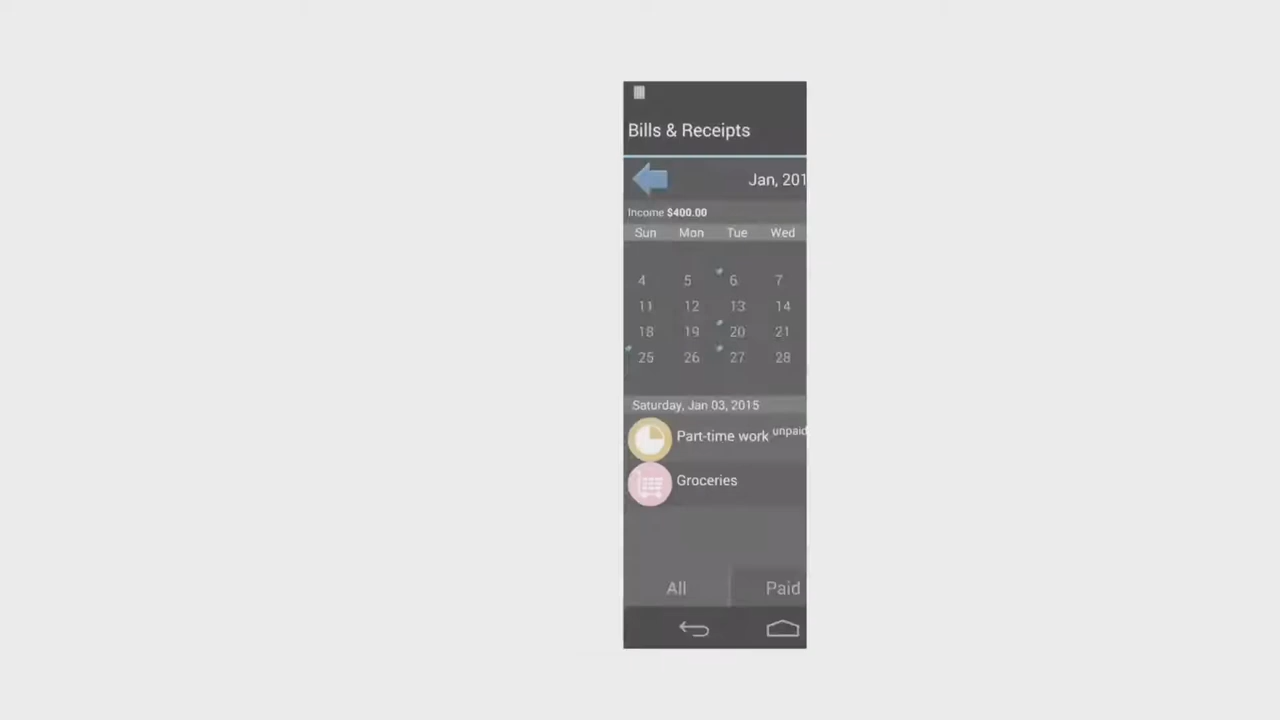 Bills & Receipts
Jan, 201
Income $400.00
Sun Mon Tue Wed
4 5 6 7
11 12 13 14
18 19 20 21
25 26 27 28
Saturday, Jan 03, 2015
Part-time work unpaid
Groceries
All Paid